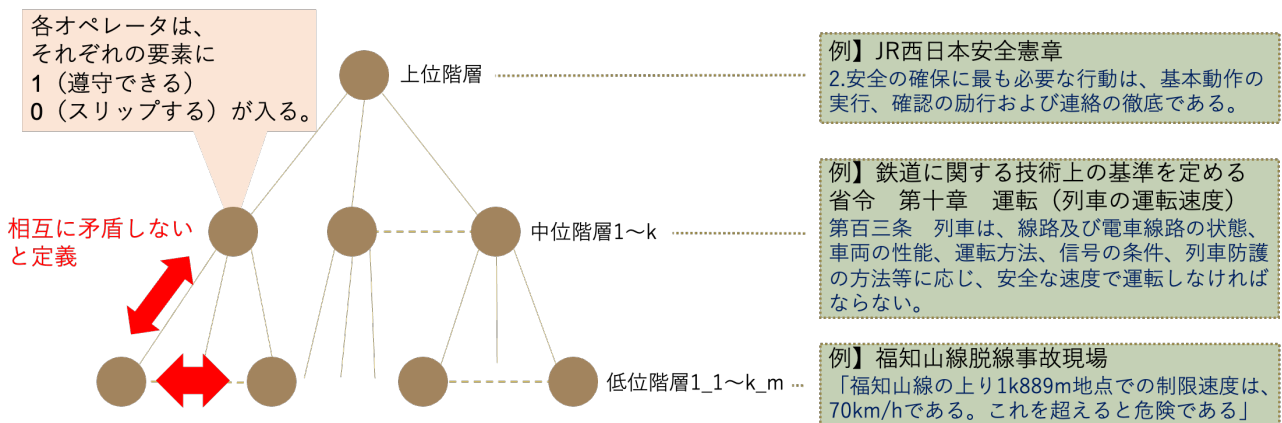 各オペレータは、
それぞれの要素に
1（遵守できる）
0（スリップする）が入る。
上位階層
例】JR西日本安全憲章
2.安全の確保に最も必要な行動は、基本動作の
実行、確認の励行および連絡の徹底である。
相互に矛盾しない
と定義
中位階層1～k
例】鉄道に関する技術上の基準を定める
省令　第十章　運転（列車の運転速度）
第百三条　列車は、線路及び電車線路の状態、
車両の性能、運転方法、信号の条件、列車防護
の方法等に応じ、安全な速度で運転しなければ
ならない。
低位階層1_1～k_m
例】福知山線脱線事故現場
「福知山線の上り1k889m地点での制限速度は、
70km/hである。これを超えると危険である」